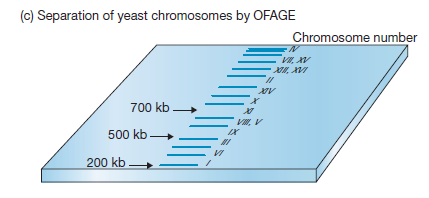 (c) Separation of yeast chromosomes by OFAGE
Chromosome number
IV
VII, XV
XIII, XVI
II
XIV
X
700 kb
XI
VIII, V
500 kb
IX
III
VI
200 kb
I